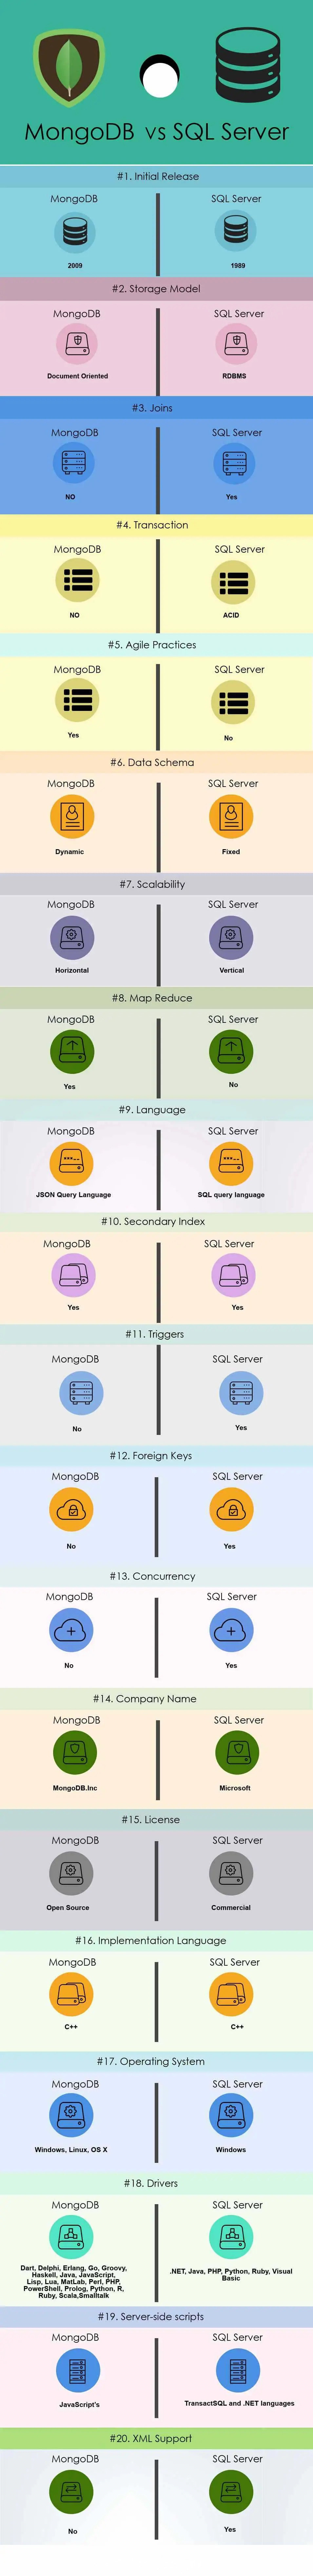 MongoDB vs SQL Server
#1. Initial Release
MongoDB SQL Server
2009 1989
#2. Storage Model
MongoDB SQL Server
Document Oriented RDBMS
#3. Joins
MongoDB SQL Server
NO Yes
#4. Transaction
MongoDB SQL Server
NO ACID
#5. Agile Practices
MongoDB SQL Server
Yes No
#6. Data Schema
MongoDB SQL Server
Dynamic Fixed
#7. Scalability
MongoDB SQL Server
Horizontal Vertical
#8. Map Reduce
MongoDB SQL Server
Yes No
#9. Language
MongoDB SQL Server
JSON Query Language SQL query language
#10. Secondary Index
MongoDB SQL Server
Yes Yes
#11. Triggers
MongoDB SQL Server
No Yes
#12. Foreign Keys
MongoDB SQL Server
No Yes
#13. Concurrency
MongoDB SQL Server
No Yes
#14. Company Name
MongoDB SQL Server
MongoDB.Inc Microsoft
#15. License
MongoDB SQL Server
Open Source Commercial
#16. Implementation Language
MongoDB SQL Server
C++ C++
#17. Operating System
MongoDB SQL Server
Windows, Linux, OS X Windows
#18. Drivers
MongoDB SQL Server
Dart, Delphi, Erlang, Go, Groovy,
Haskell, Java, JavaScript,
Lisp, Lua, MatLab, Perl, PHP,
PowerShell, Prolog, Python, R,
Ruby, Scala,Smalltalk
.NET, Java, PHP, Python, Ruby, Visual
Basic
#19. Server-side scripts
MongoDB SQL Server
JavaScript's TransactSQL and .NET languages
#20. XML Support
MongoDB SQL Server
No Yes